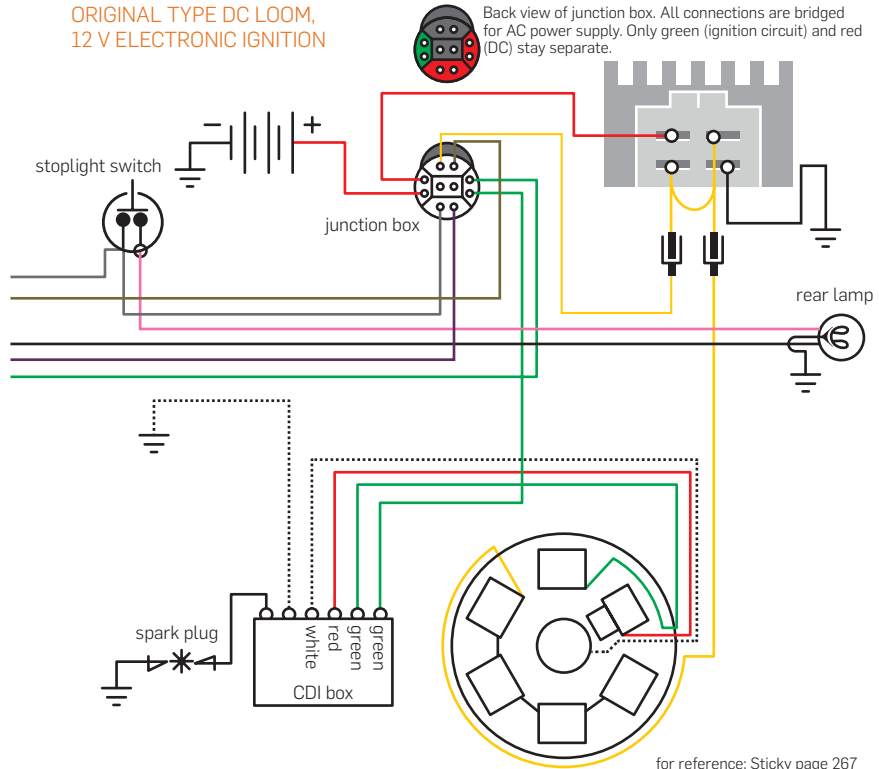 ORIGINAL TYPE DC LOOM,
12 V ELECTRONIC IGNITION
Back view of junction box. All connections are bridged
for AC power supply. Only green (ignition circuit) and red
(DC) stay separate.
− +
stoplight switch
junction box
rear lamp
spark plug
white
red
green
green
CDI box
for reference: Sticky page 267